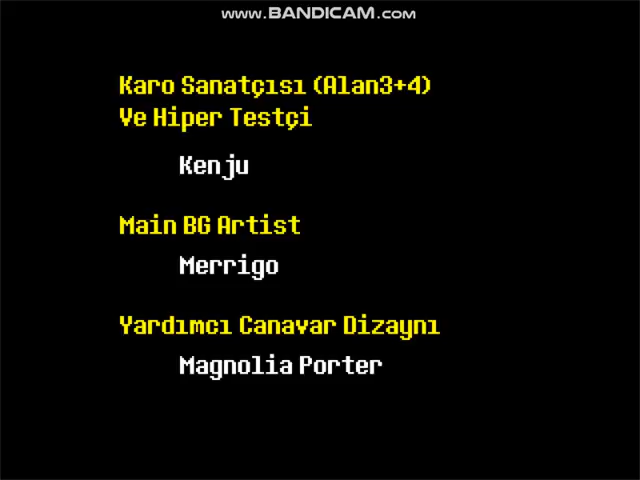 www.BANDICAM.com
Karo Sanatçısı (Alan3+4)
Ve Hiper Testçi
Kenju
Main BG Artist
Merrigo
Yardımcı Canavar Dizaynı
Magnolia Porter